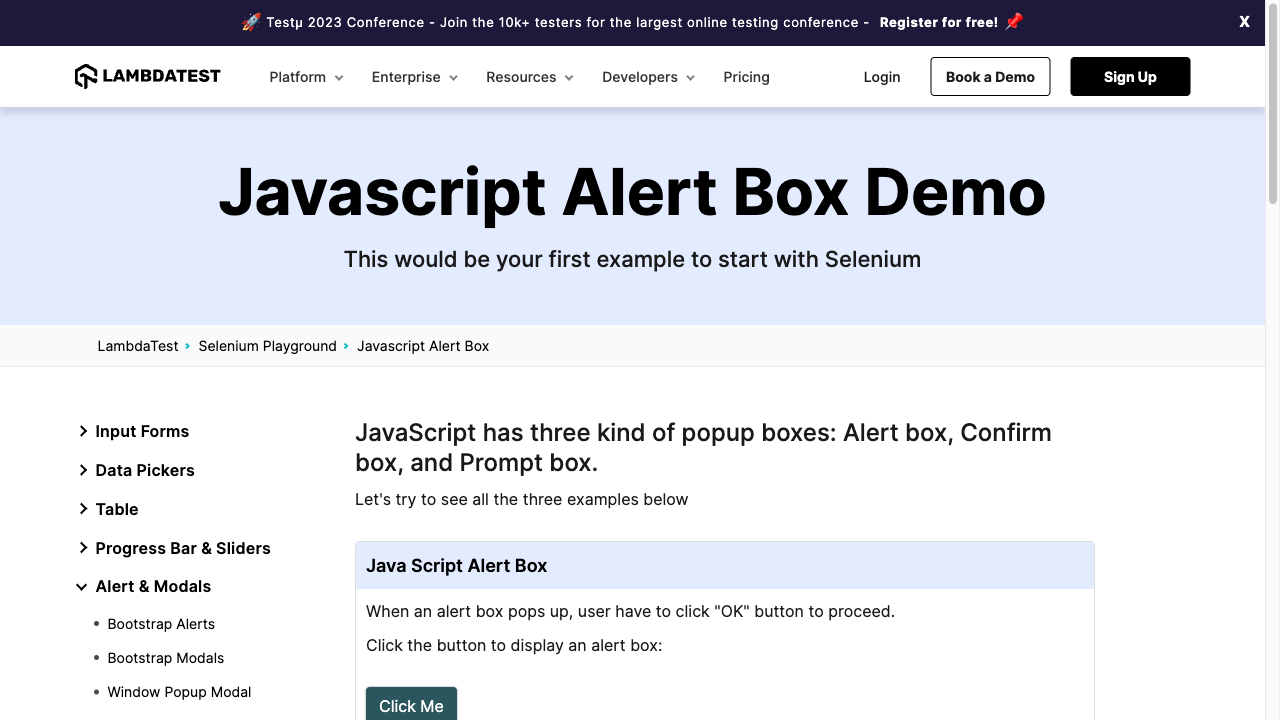 🚀 Testμ 2023 Conference - Join the 10k+ testers for the largest online testing conference - Register for free! 📌 X
LAMBDATEST Platform Enterprise Resources Developers Pricing Login Book a Demo Sign Up
Javascript Alert Box Demo
This would be your first example to start with Selenium
LambdaTest Selenium Playground Javascript Alert Box
Input Forms
Data Pickers
Table
Progress Bar & Sliders
Alert & Modals
Bootstrap Alerts
Bootstrap Modals
Window Popup Modal
JavaScript has three kind of popup boxes: Alert box, Confirm
box, and Prompt box.
Let's try to see all the three examples below
Java Script Alert Box
When an alert box pops up, user have to click "OK" button to proceed.
Click the button to display an alert box:
Click Me